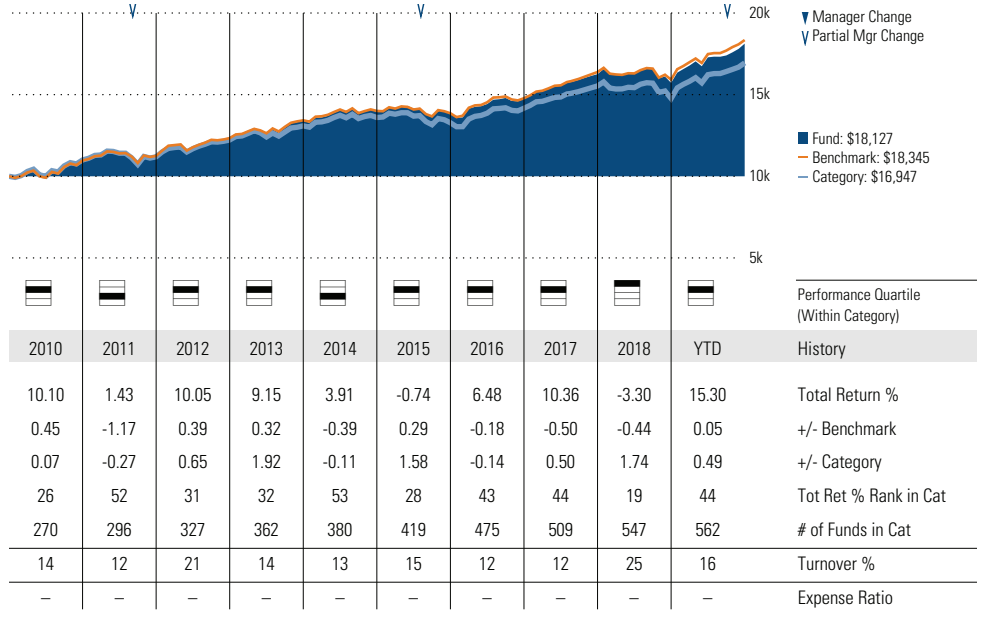 20k
15k
10k
5k
Manager Change
Partial Mgr Change
Fund: $18,127
Benchmark: $18,345
Category: $16,947
Performance Quartile
(Within Category)
2010 2011 2012 2013 2014 2015 2016 2017 2018 YTD History
10.10 1.43 10.05 9.15 3.91 -0.74 6.48 10.36 -3.30 15.30 Total Return %
0.45 -1.17 0.39 0.32 -0.39 0.29 -0.18 -0.50 -0.44 0.05 +/- Benchmark
0.07 -0.27 0.65 1.92 -0.11 1.58 -0.14 0.50 1.74 0.49 +/- Category
26 52 31 32 53 28 43 44 19 44 Tot Ret % Rank in Cat
270 296 327 362 380 419 475 509 547 562 # of Funds in Cat
14 12 21 14 13 15 12 12 25 16 Turnover %
– – – – – – – – – – Expense Ratio